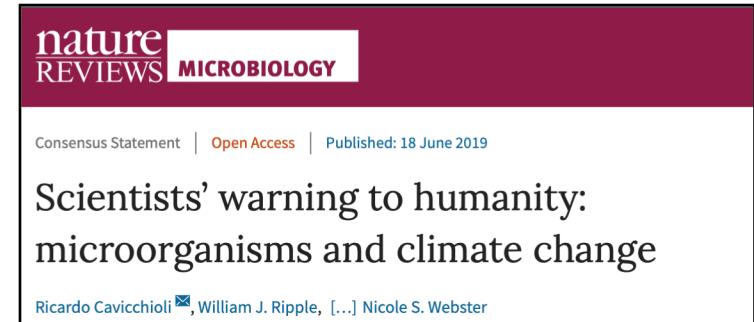 nature
REVIEWS MICROBIOLOGY
Consensus Statement | Open Access | Published: 18 June 2019
Scientists’ warning to humanity:
microorganisms and climate change
Ricardo Cavicchioli, William J. Ripple, […] Nicole S. Webster